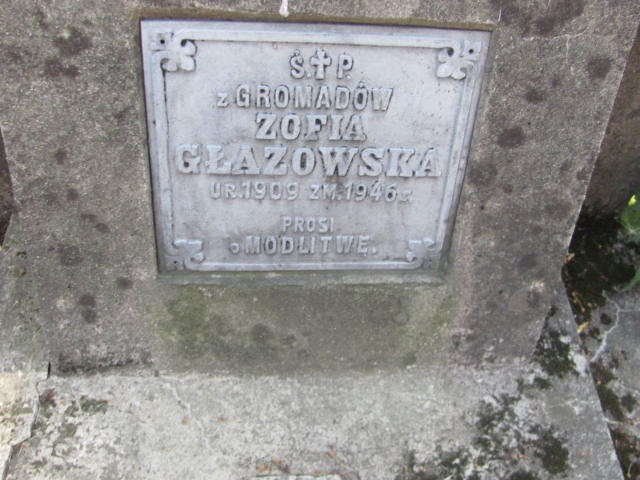 Ś.✝P.
z GROMADÓW
ZOFIA
GŁAZOWSKA
UR.1909 ZM.1946 r.
PROSI
o MODLITWĘ.